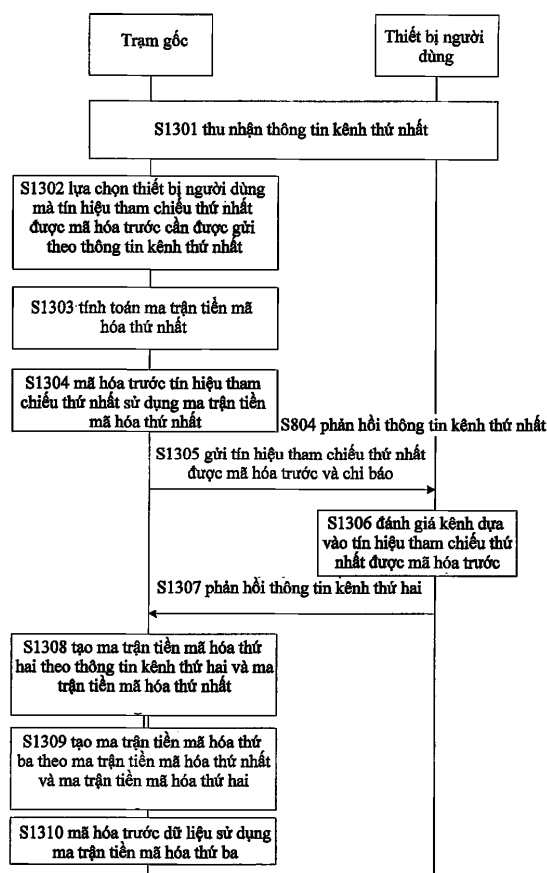 Trạm gốc
Thiết bị người
dùng
S1301 thu nhận thông tin kênh thứ nhất
S1302 lựa chọn thiết bị người dùng
mà tín hiệu tham chiếu thứ nhất
được mã hóa trước cần được gửi
theo thông tin kênh thứ nhất
S1303 tính toán ma trận tiền mã
hóa thứ nhất
S1304 mã hóa trước tín hiệu tham
chiếu thứ nhất sử dụng ma trận tiền
mã hóa thứ nhất
S804 phản hồi thông tin kênh thứ nhất
S1305 gửi tín hiệu tham chiếu thứ nhất
được mã hóa trước và chỉ báo
S1306 đánh giá kênh dựa
vào tín hiệu tham chiếu thứ
nhất được mã hóa trước
S1307 phản hồi thông tin kênh thứ hai
S1308 tạo ma trận tiền mã hóa thứ
hai theo thông tin kênh thứ hai và ma
trận tiền mã hóa thứ nhất
S1309 tạo ma trận tiền mã hóa thứ
ba theo ma trận tiền mã hóa thứ nhất
và ma trận tiền mã hóa thứ hai
S1310 mã hóa trước dữ liệu sử dụng
ma trận tiền mã hóa thứ ba